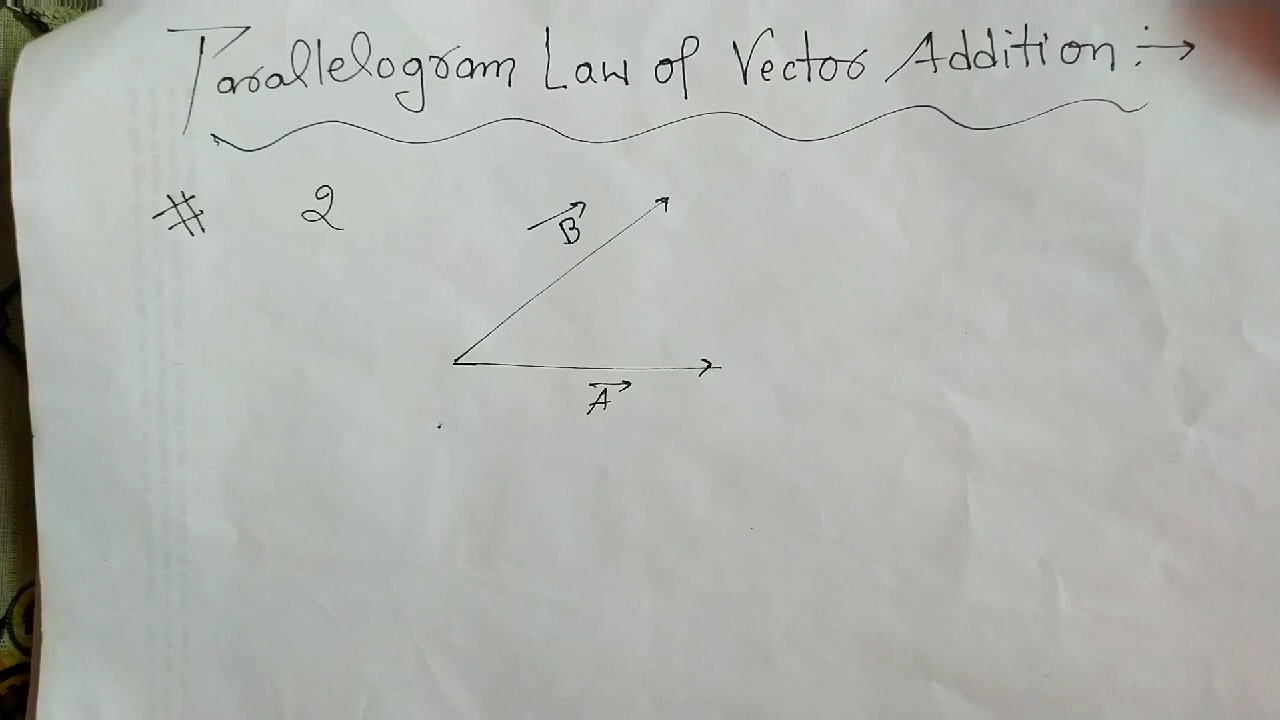 Parallelogram Law of Vector Addition :→
# 2
B→
A→